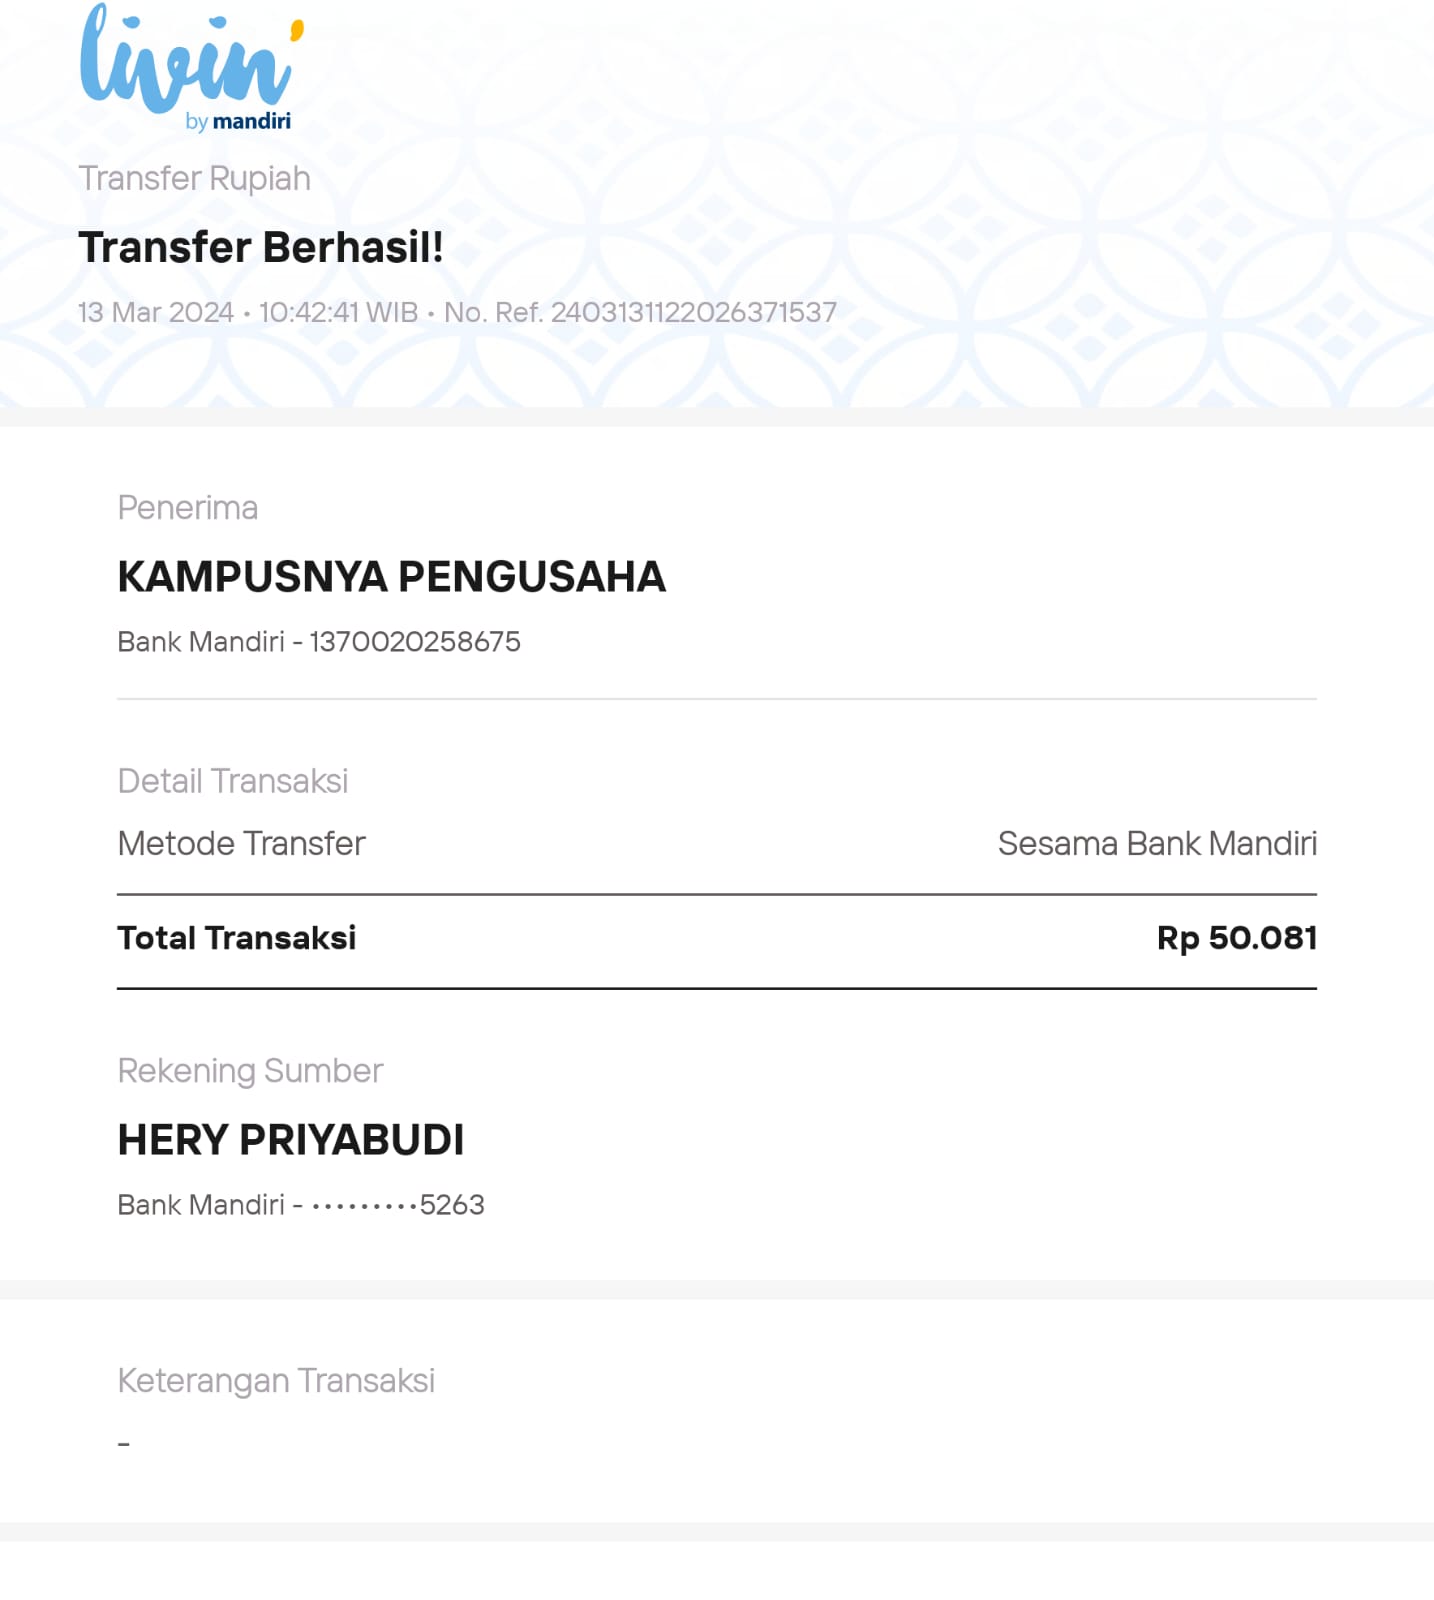 livin'
by mandiri
Transfer Rupiah
Transfer Berhasil!
13 Mar 2024 • 10:42:41 WIB • No. Ref. 2403131122026371537
Penerima
KAMPUSNYA PENGUSAHA
Bank Mandiri - 1370020258675
Detail Transaksi
Metode Transfer Sesama Bank Mandiri
Total Transaksi Rp 50.081
Rekening Sumber
HERY PRIYABUDI
Bank Mandiri - •••••••••5263
Keterangan Transaksi
-